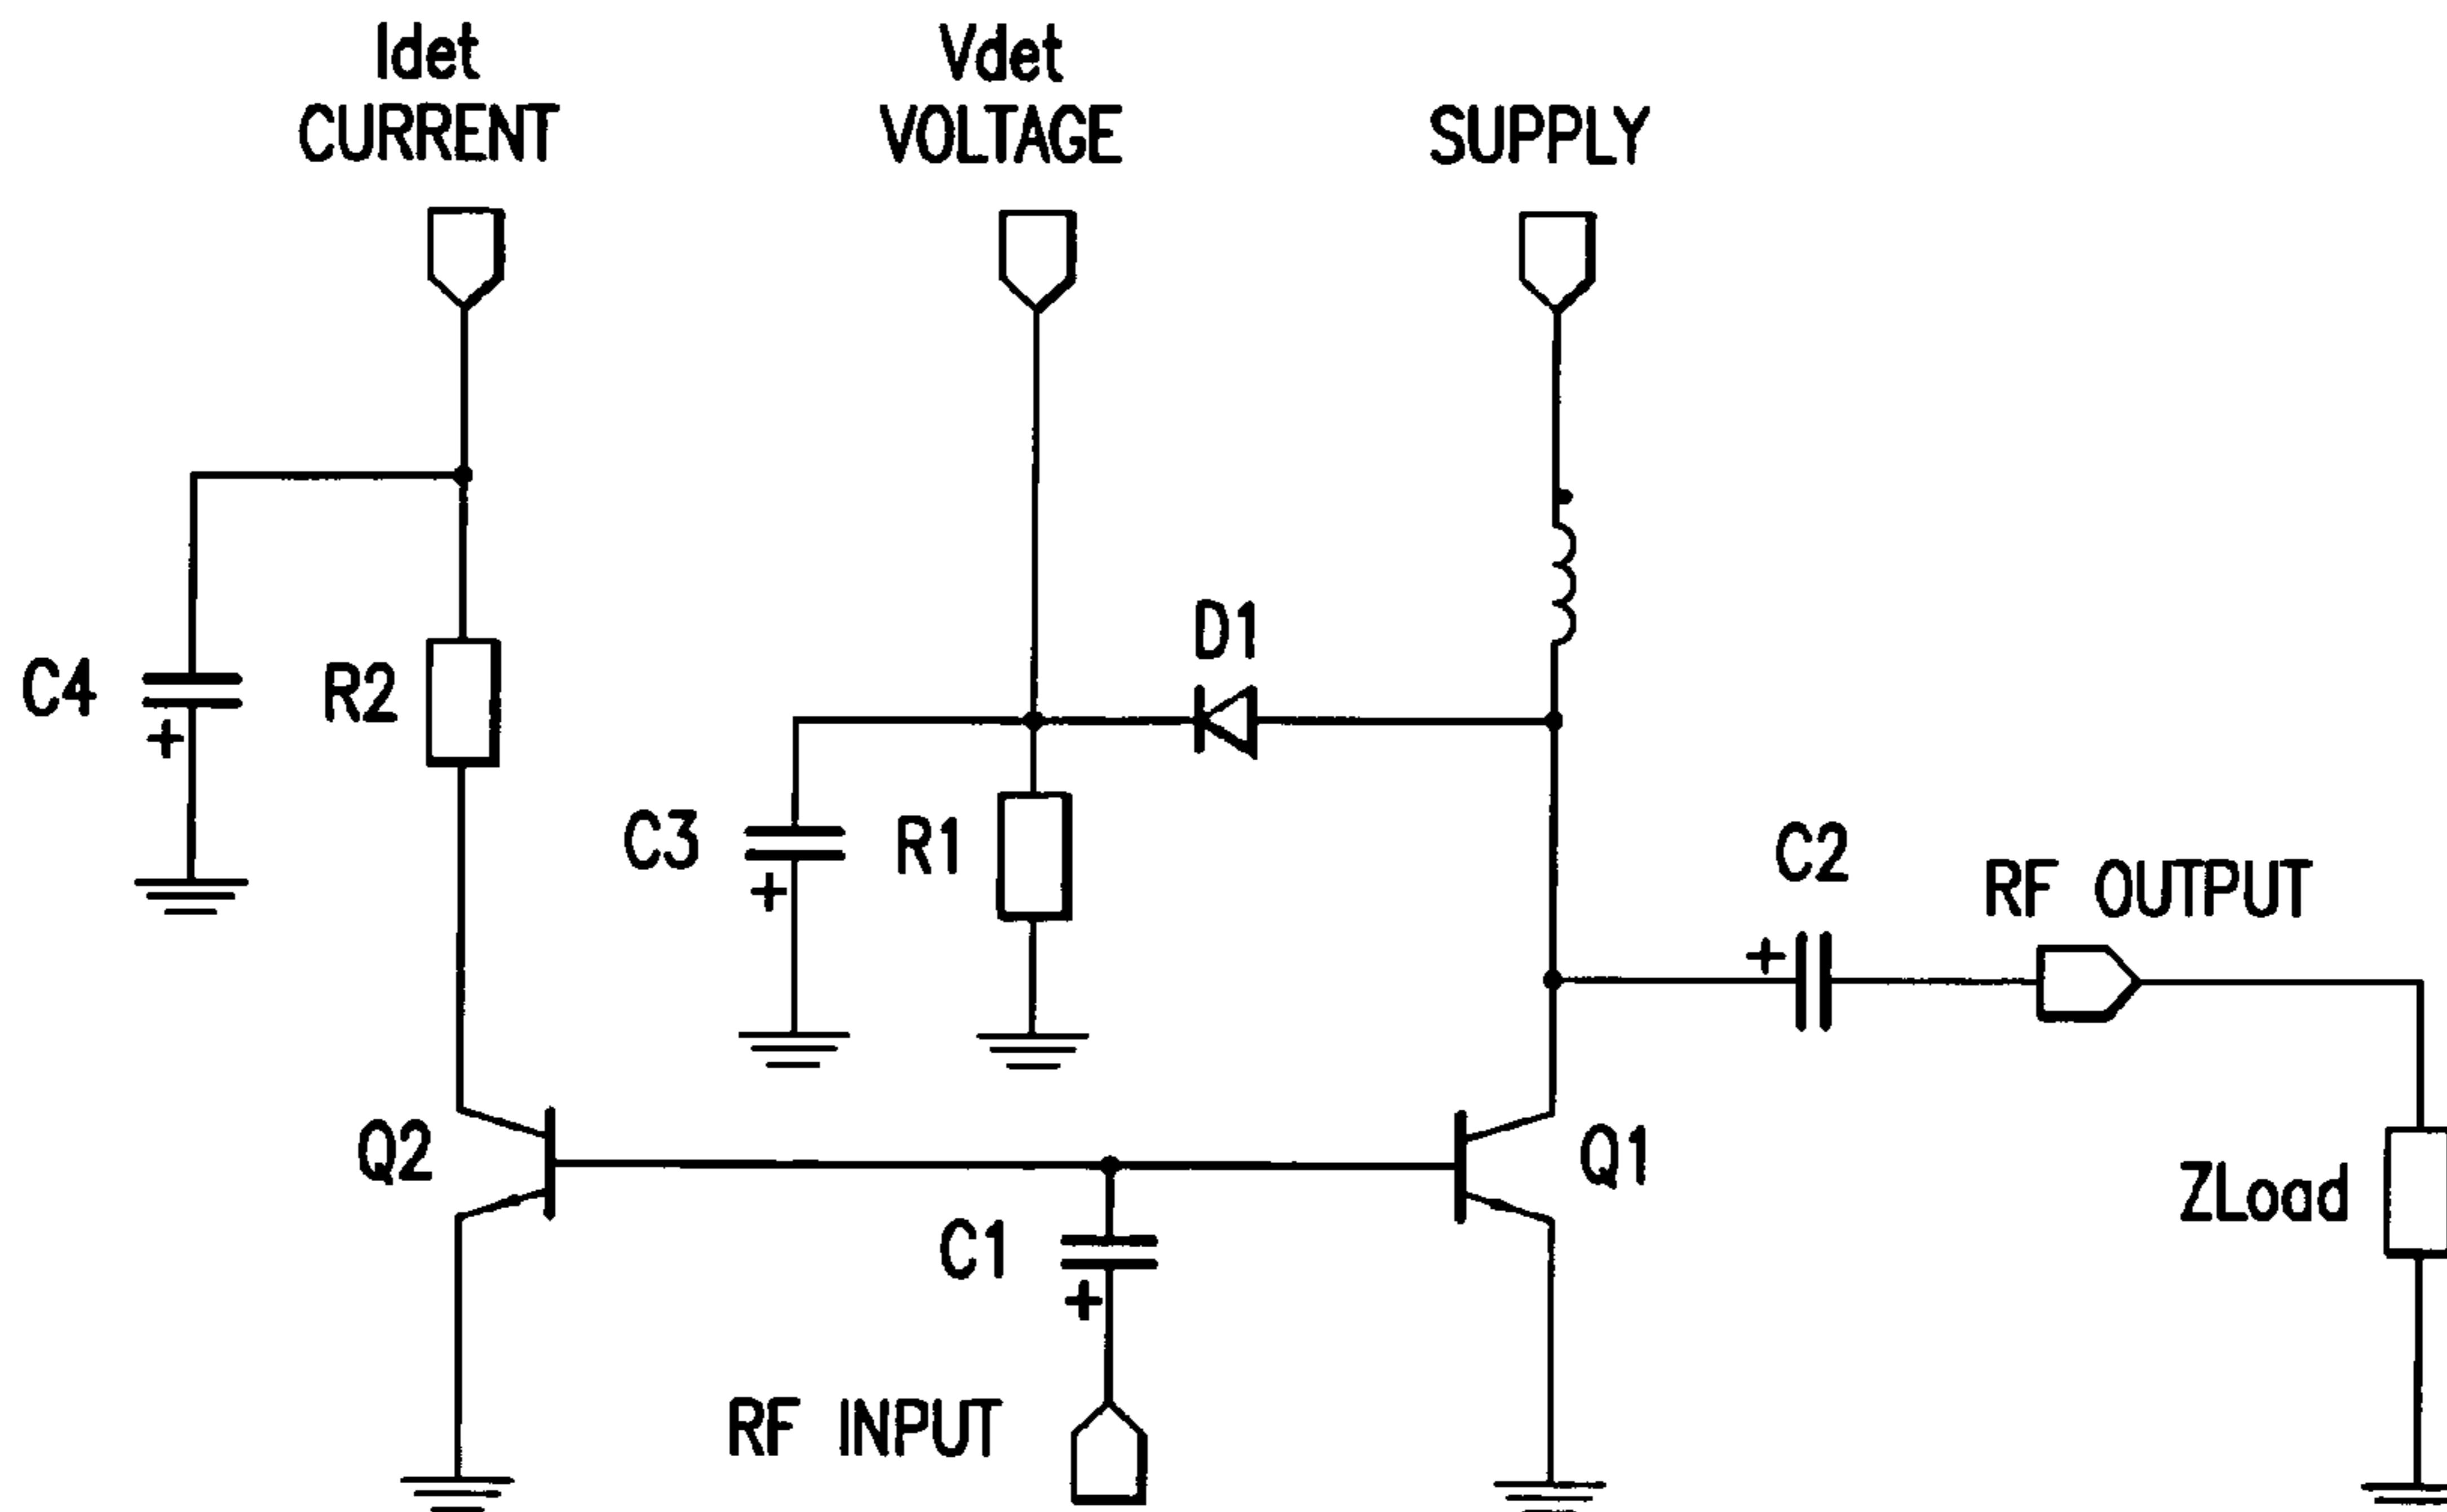 Idet
CURRENT
Vdet
VOLTAGE
SUPPLY
D1
C4
+
R2
C3
+
R1
C2
+
RF OUTPUT
Q2
Q1
C1
+
ZLoad
RF INPUT